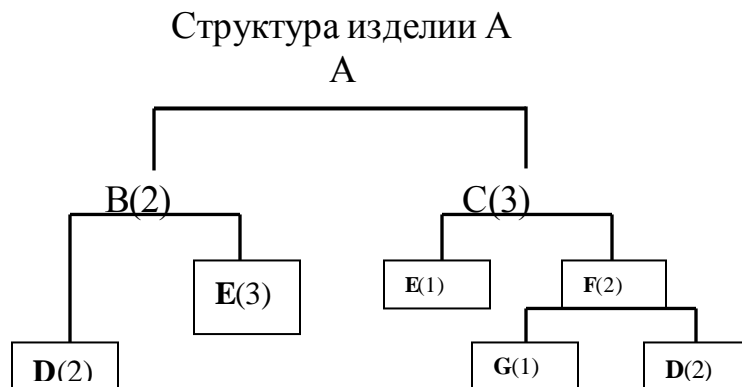 Структура изделии А
А
B(2) C(3)
E(3) E(1) F(2)
D(2) G(1) D(2)